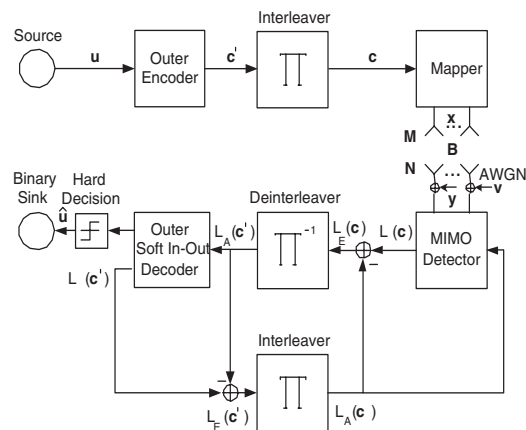 Source
u
Outer
Encoder
c'
Interleaver
∏
c
Mapper
M
x
...
B
N
...
AWGN
v
y
Binary
Sink
û
Hard
Decision
Outer
Soft In-Out
Decoder
L_A(c')
Deinterleaver
∏⁻¹
L_E(c)
L(c)
MIMO
Detector
−
L(c')
−
L_E(c')
Interleaver
∏
L_A(c)